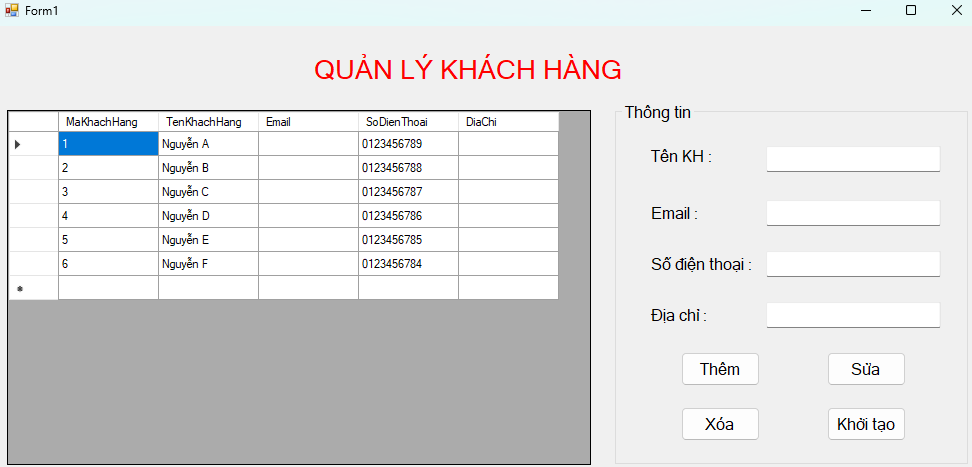 Form1
QUẢN LÝ KHÁCH HÀNG
MaKhachHang TenKhachHang Email SoDienThoai DiaChi
1 Nguyễn A 0123456789
2 Nguyễn B 0123456788
3 Nguyễn C 0123456787
4 Nguyễn D 0123456786
5 Nguyễn E 0123456785
6 Nguyễn F 0123456784
Thông tin
Tên KH :
Email :
Số điện thoại :
Địa chỉ :
Thêm Sửa
Xóa Khởi tạo